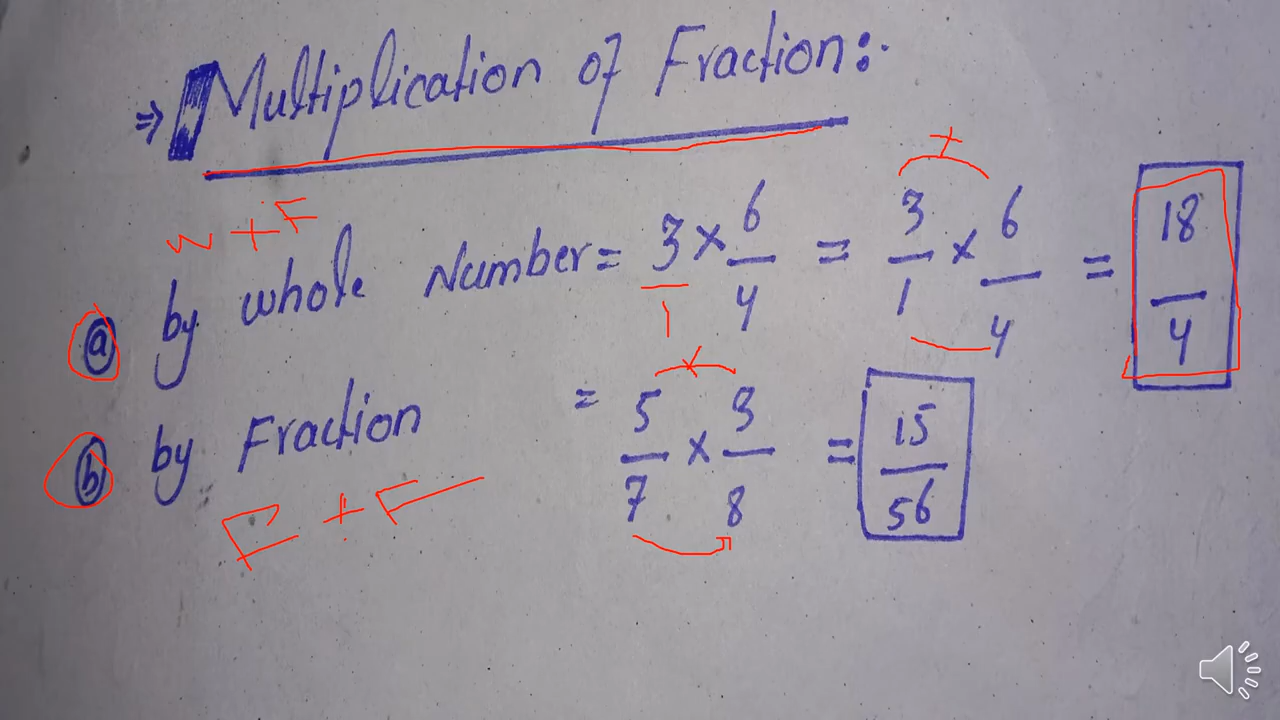 ⇒ Multiplication of Fraction:-
W + F
(a) by whole Number = 3/1 × 6/4 = 3/1 × 6/4 = 18/4
(b) by Fraction = 5/7 × 3/8 = 15/56
F + F